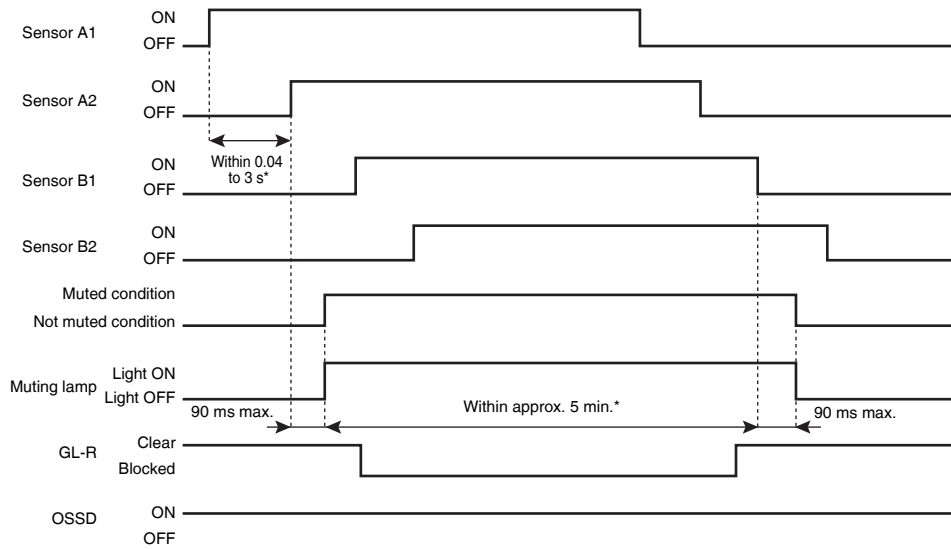 ON
Sensor A1
OFF
ON
Sensor A2
OFF
Within 0.04
to 3 s*
ON
Sensor B1
OFF
ON
Sensor B2
OFF
Muted condition
Not muted condition
Light ON
Muting lamp
Light OFF
90 ms max.
Within approx. 5 min.*
90 ms max.
Clear
GL-R
Blocked
ON
OSSD
OFF